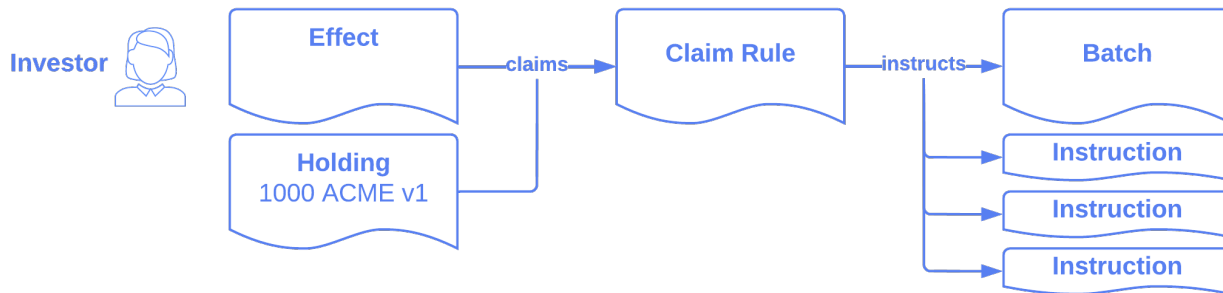 Investor
Effect
claims
Claim Rule
instructs
Batch
Holding
1000 ACME v1
Instruction
Instruction
Instruction